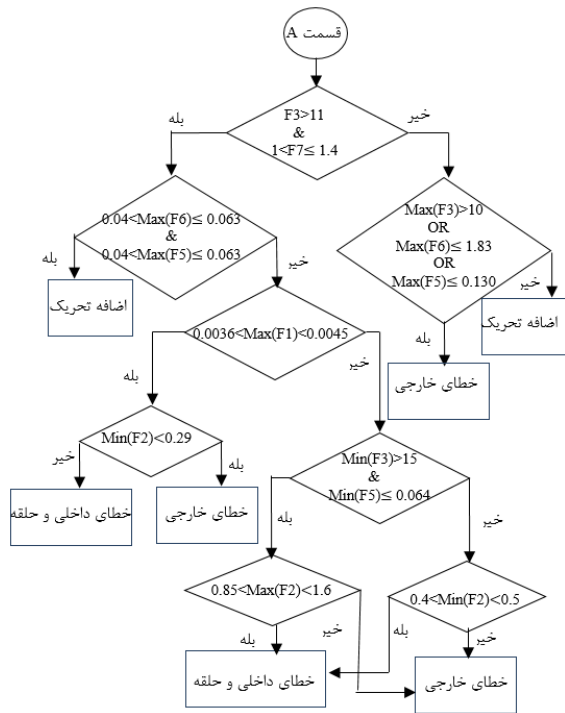 قسمت A
F3>11
&
1<F7≤ 1.4
بله
خیر
0.04<Max(F6)≤ 0.063
&
0.04<Max(F5)≤ 0.063
Max(F3)>10
OR
Max(F6)≤ 1.83
OR
Max(F5)≤ 0.130
بله
خیر
خیر
اضافه تحریک
اضافه تحریک
0.0036<Max(F1)<0.0045
بله
خطای خارجی
بله
خیر
Min(F2)<0.29
Min(F3)>15
&
Min(F5)≤ 0.064
خیر
بله
خطای داخلی و حلقه
خطای خارجی
بله
خیر
0.85<Max(F2)<1.6
0.4<Min(F2)<0.5
بله
خیر
بله
خیر
خطای داخلی و حلقه
خطای خارجی